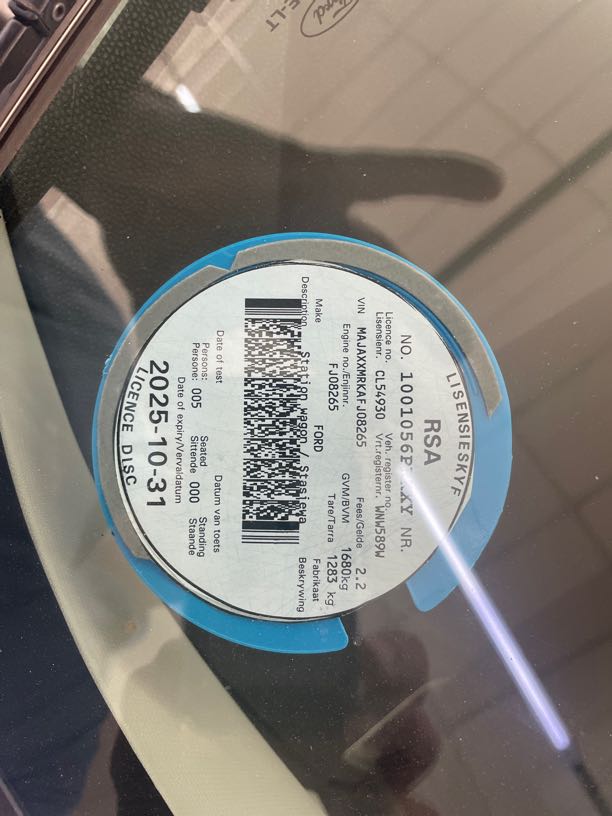 Ford
E-LT
LISENSIESKYF
RSA
NO. 1001056 NR.
Licence no. Veh. register no.
Lisensienr. CL54930 Vrt.registernr. WNW589W
VIN MAJAXXMRKAFJ08265 Fees/Gelde 2.2
Engine no./Enjinnr. GVM/BVM 1680kg
FJ08265 Tare/Tarra 1283 kg
Make FORD Fabrikaat
Description Station wagon / Stasiewa Beskrywing
Date of test Datum van toets
Persons: Seated Standing
Persone: 005 Sittende 000 Staande
Date of expiry/Vervaldatum
2025-10-31
LICENCE DISC